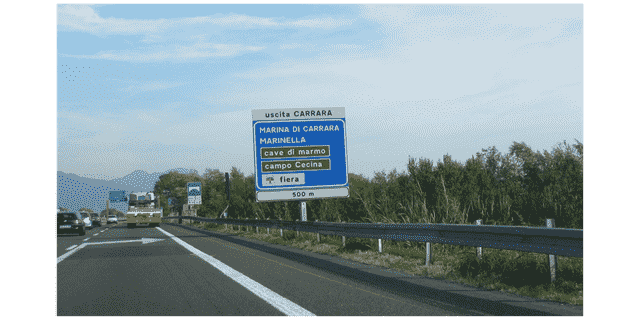 uscita CARRARA
MARINA DI CARRARA
MARINELLA
cave di marmo
campo Cecina
fiera
500 m